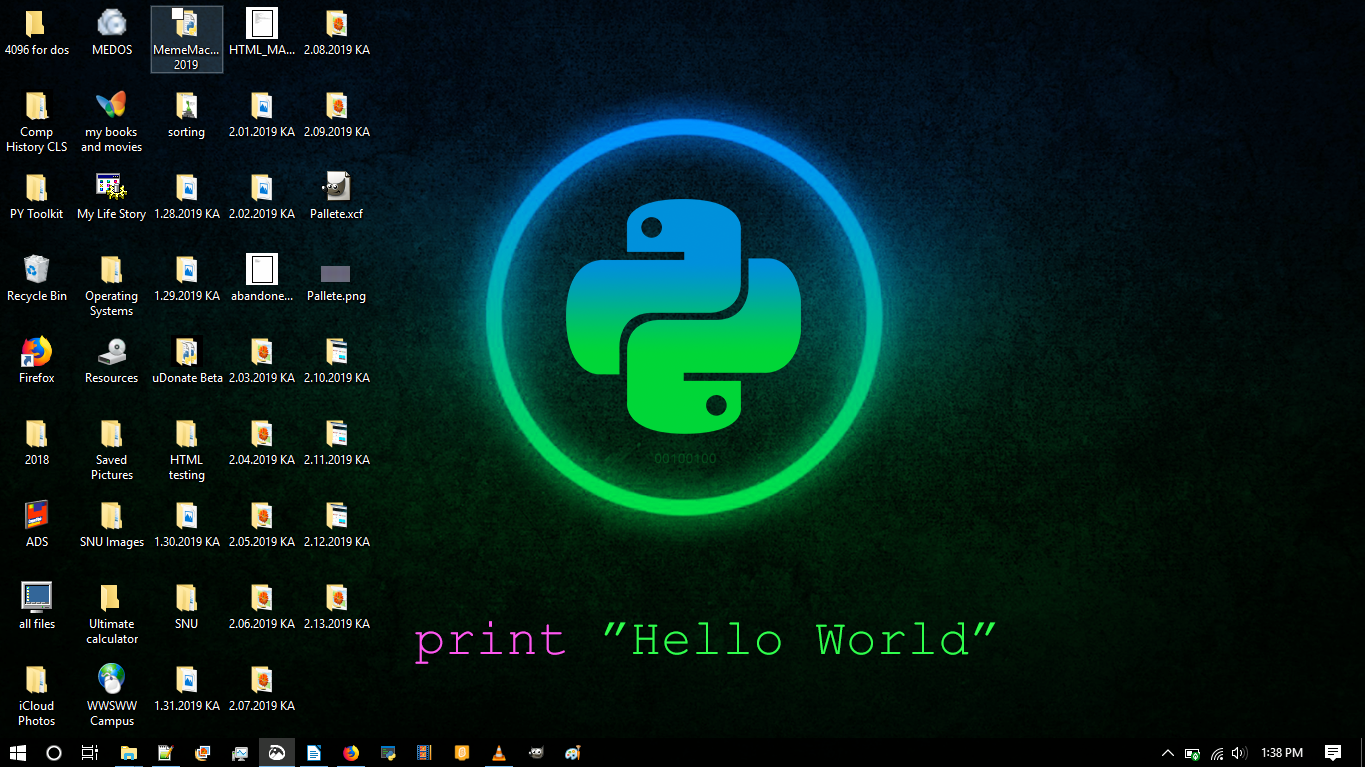 4096 for dos
MEDOS
MemeMac...
2019
HTML_MA...
2.08.2019 KA
Comp
History CLS
my books
and movies
sorting
2.01.2019 KA
2.09.2019 KA
PY Toolkit
My Life Story
1.28.2019 KA
2.02.2019 KA
Pallete.xcf
Recycle Bin
Operating
Systems
1.29.2019 KA
abandone...
Pallete.png
Firefox
Resources
uDonate Beta
2.03.2019 KA
2.10.2019 KA
2018
Saved
Pictures
HTML
testing
2.04.2019 KA
2.11.2019 KA
00100100
ADS
SNU Images
1.30.2019 KA
2.05.2019 KA
2.12.2019 KA
all files
Ultimate
calculator
SNU
2.06.2019 KA
2.13.2019 KA
print "Hello World"
iCloud
Photos
WWSWW
Campus
1.31.2019 KA
2.07.2019 KA
1:38 PM